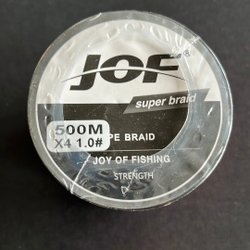 JOF®
super braid
500M
X4 1.0#
PE BRAID
JOY OF FISHING
STRENGTH